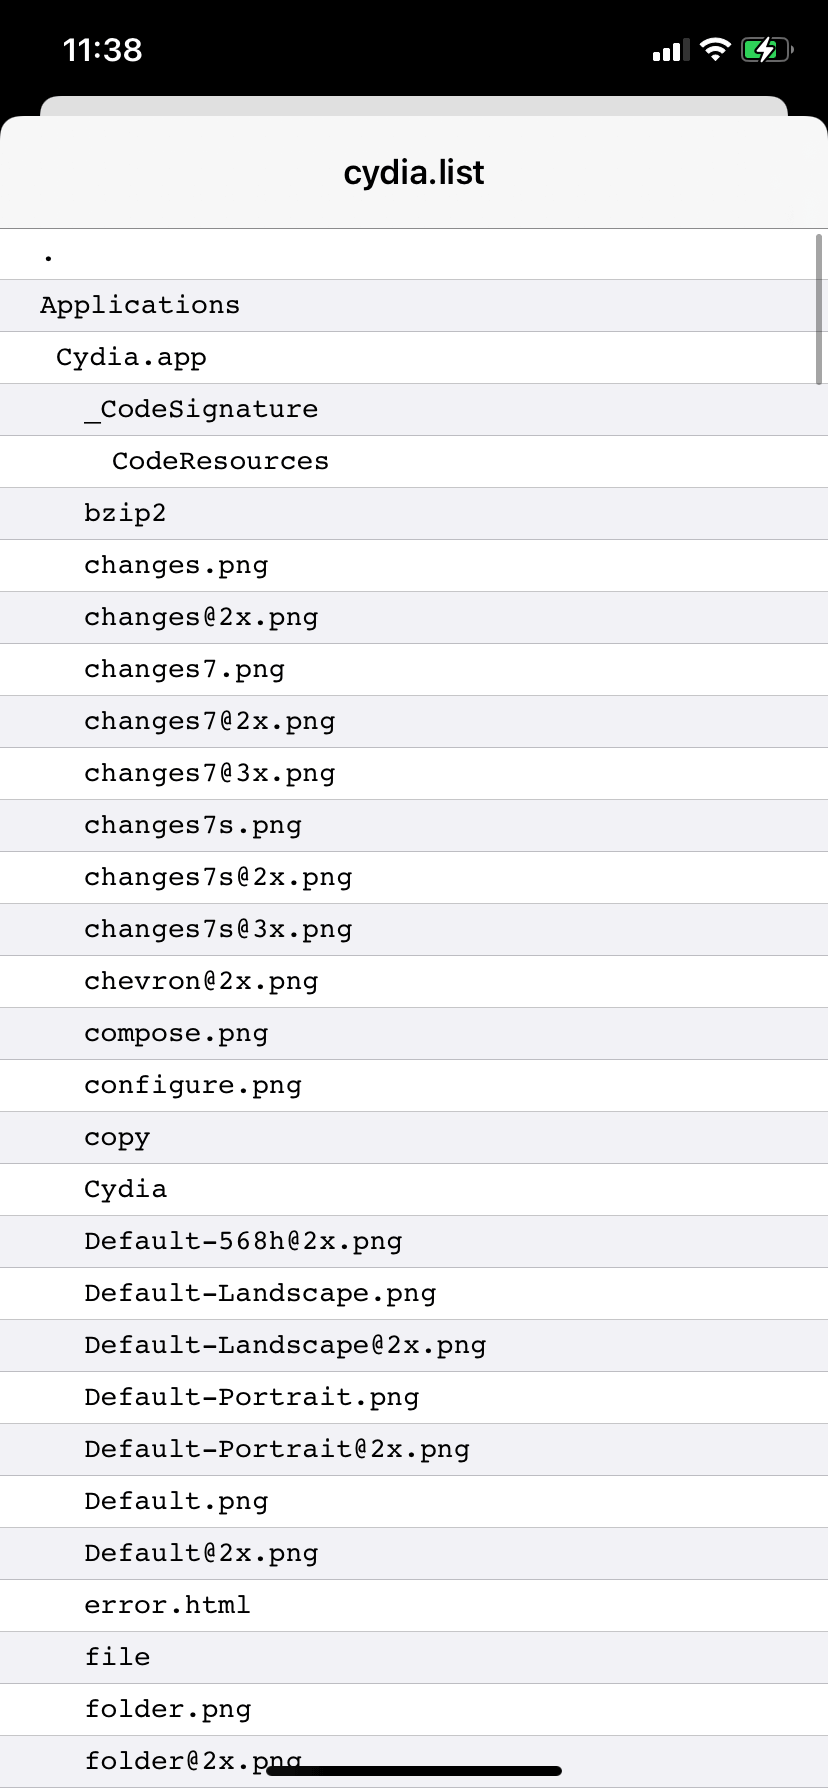 11:38
cydia.list
.
Applications
Cydia.app
_CodeSignature
CodeResources
bzip2
changes.png
changes@2x.png
changes7.png
changes7@2x.png
changes7@3x.png
changes7s.png
changes7s@2x.png
changes7s@3x.png
chevron@2x.png
compose.png
configure.png
copy
Cydia
Default-568h@2x.png
Default-Landscape.png
Default-Landscape@2x.png
Default-Portrait.png
Default-Portrait@2x.png
Default.png
Default@2x.png
error.html
file
folder.png
folder@2x.png